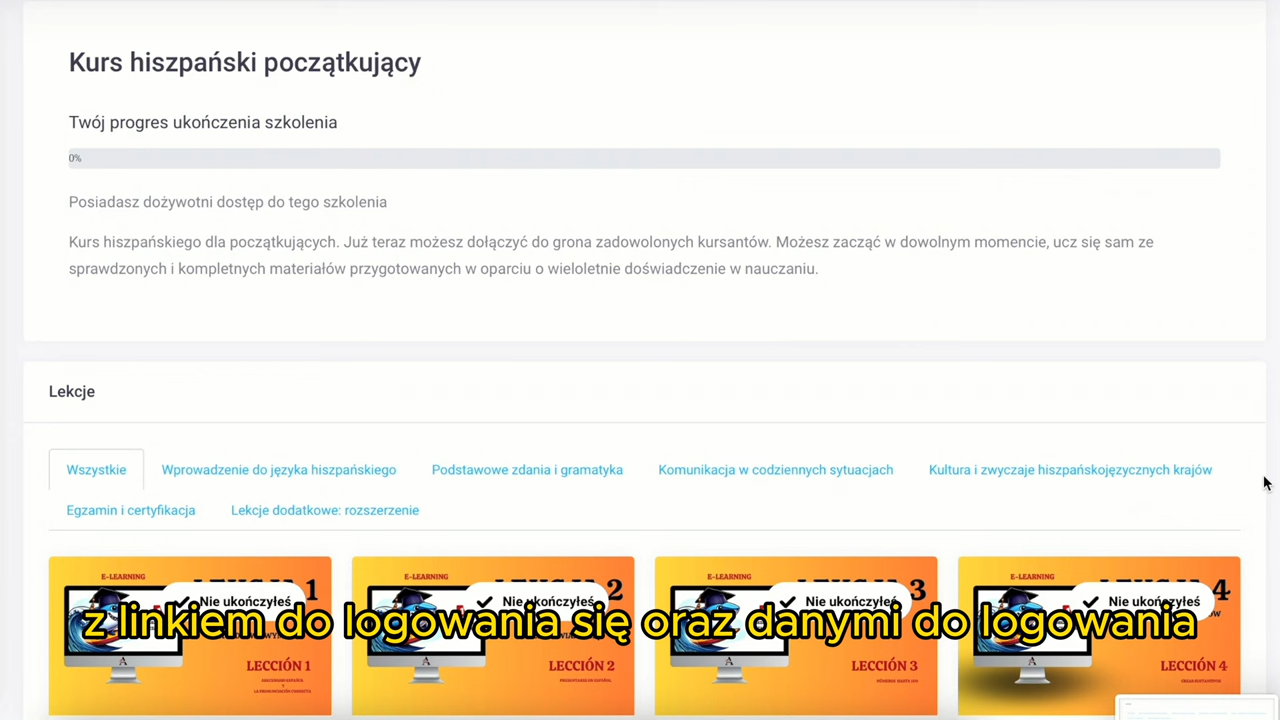 Kurs hiszpański początkujący
Twój progres ukończenia szkolenia
0%
Posiadasz dożywotni dostęp do tego szkolenia
Kurs hiszpańskiego dla początkujących. Już teraz możesz dołączyć do grona zadowolonych kursantów. Możesz zacząć w dowolnym momencie, ucz się sam ze
sprawdzonych i kompletnych materiałów przygotowanych w oparciu o wieloletnie doświadczenie w nauczaniu.
Lekcje
Wszystkie Wprowadzenie do języka hiszpańskiego Podstawowe zdania i gramatyka Komunikacja w codziennych sytuacjach Kultura i zwyczaje hiszpańskojęzycznych krajów
Egzamin i certyfikacja Lekcje dodatkowe: rozszerzenie
E-LEARNING E-LEARNING E-LEARNING E-LEARNING
1 2 3 4
Nie ukończyłeś Nie ukończyłeś Nie ukończyłeś Nie ukończyłeś
z linkiem do logowania się oraz danymi do logowania
LECCIÓN 1 LECCIÓN 2 LECCIÓN 3 LECCIÓN 4